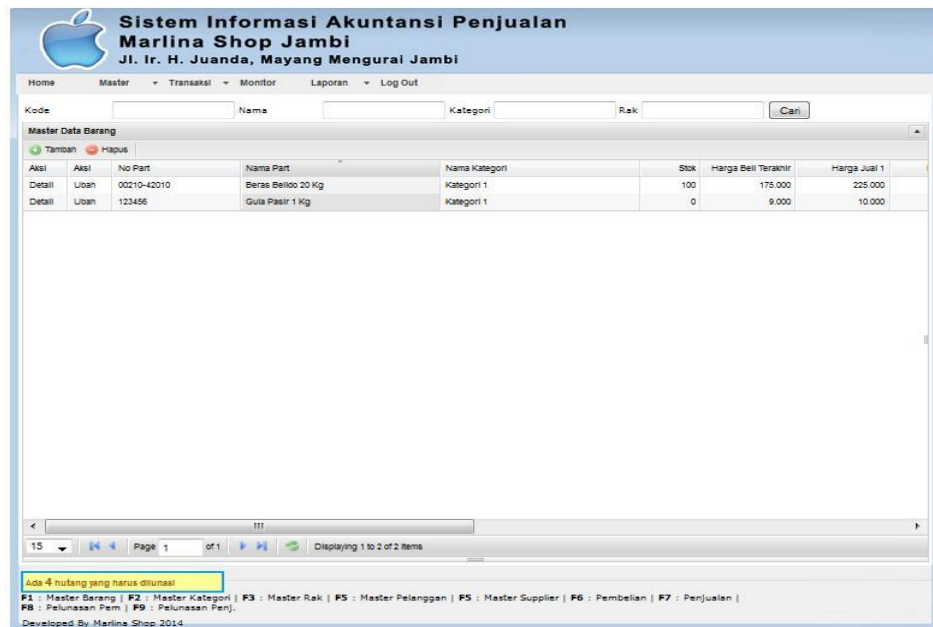 Sistem Informasi Akuntansi Penjualan
Marlina Shop Jambi
Jl. Ir. H. Juanda, Mayang Mengurai Jambi
Home Master Transaksi Monitor Laporan Log Out
Kode Nama Kategori Rak Cari
Master Data Barang
Tambah Hapus
Aksi Aksi No Part Nama Part Nama Kategori Stok Harga Beli Terakhir Harga Jual 1
Detail Ubah 00210-42010 Beras Belido 20 Kg Kategori 1 100 175.000 225.000
Detail Ubah 123456 Gula Pasir 1 Kg Kategori 1 0 9.000 10.000
15 Page 1 of 1 Displaying 1 to 2 of 2 items
Ada 4 hutang yang harus dilunasi
F1 : Master Barang | F2 : Master Kategori | F3 : Master Rak | F5 : Master Pelanggan | F5 : Master Supplier | F6 : Pembelian | F7 : Penjualan |
F8 : Pelunasan Pem | F9 : Pelunasan Penj.
Developed By Marlina Shop 2014